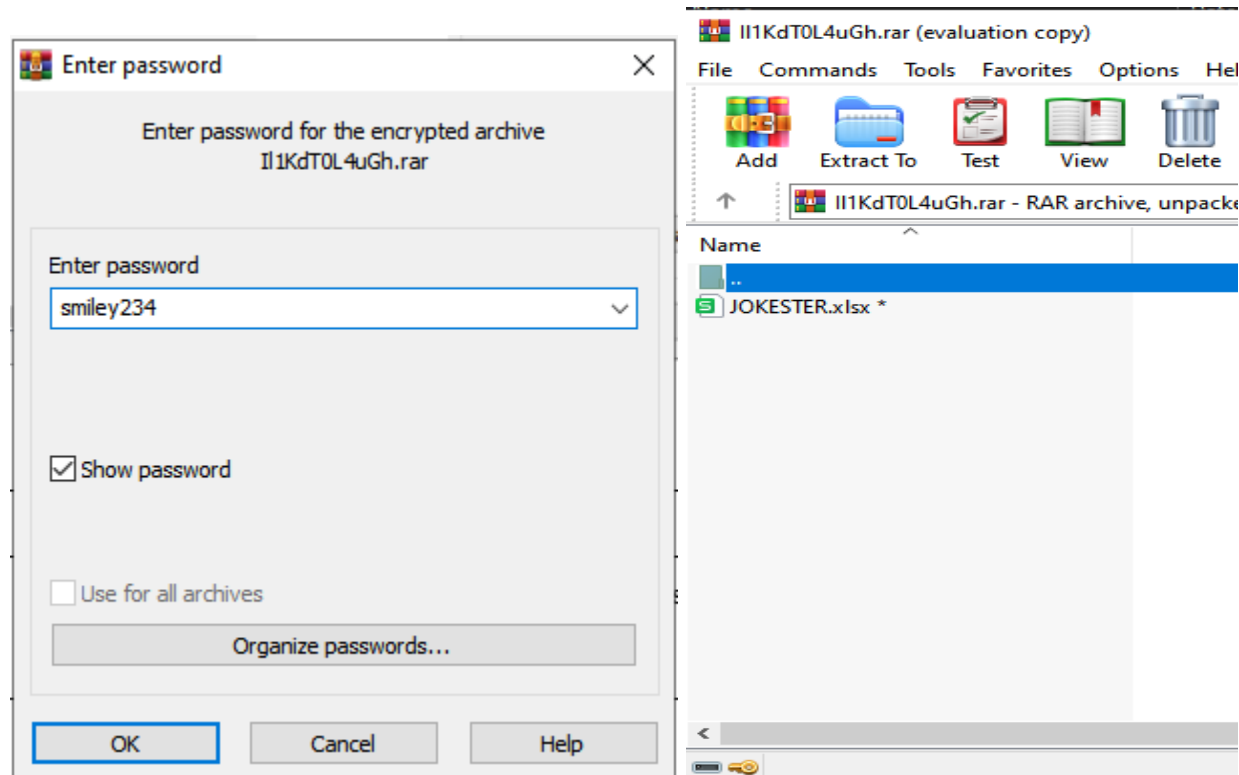 Enter password
Enter password for the encrypted archive
Il1KdT0L4uGh.rar
Enter password
smiley234
Show password
Use for all archives
Organize passwords...
OK Cancel Help
Il1KdT0L4uGh.rar (evaluation copy)
File Commands Tools Favorites Options Hel
Add Extract To Test View Delete
Il1KdT0L4uGh.rar - RAR archive, unpacke
Name
..
JOKESTER.xlsx *